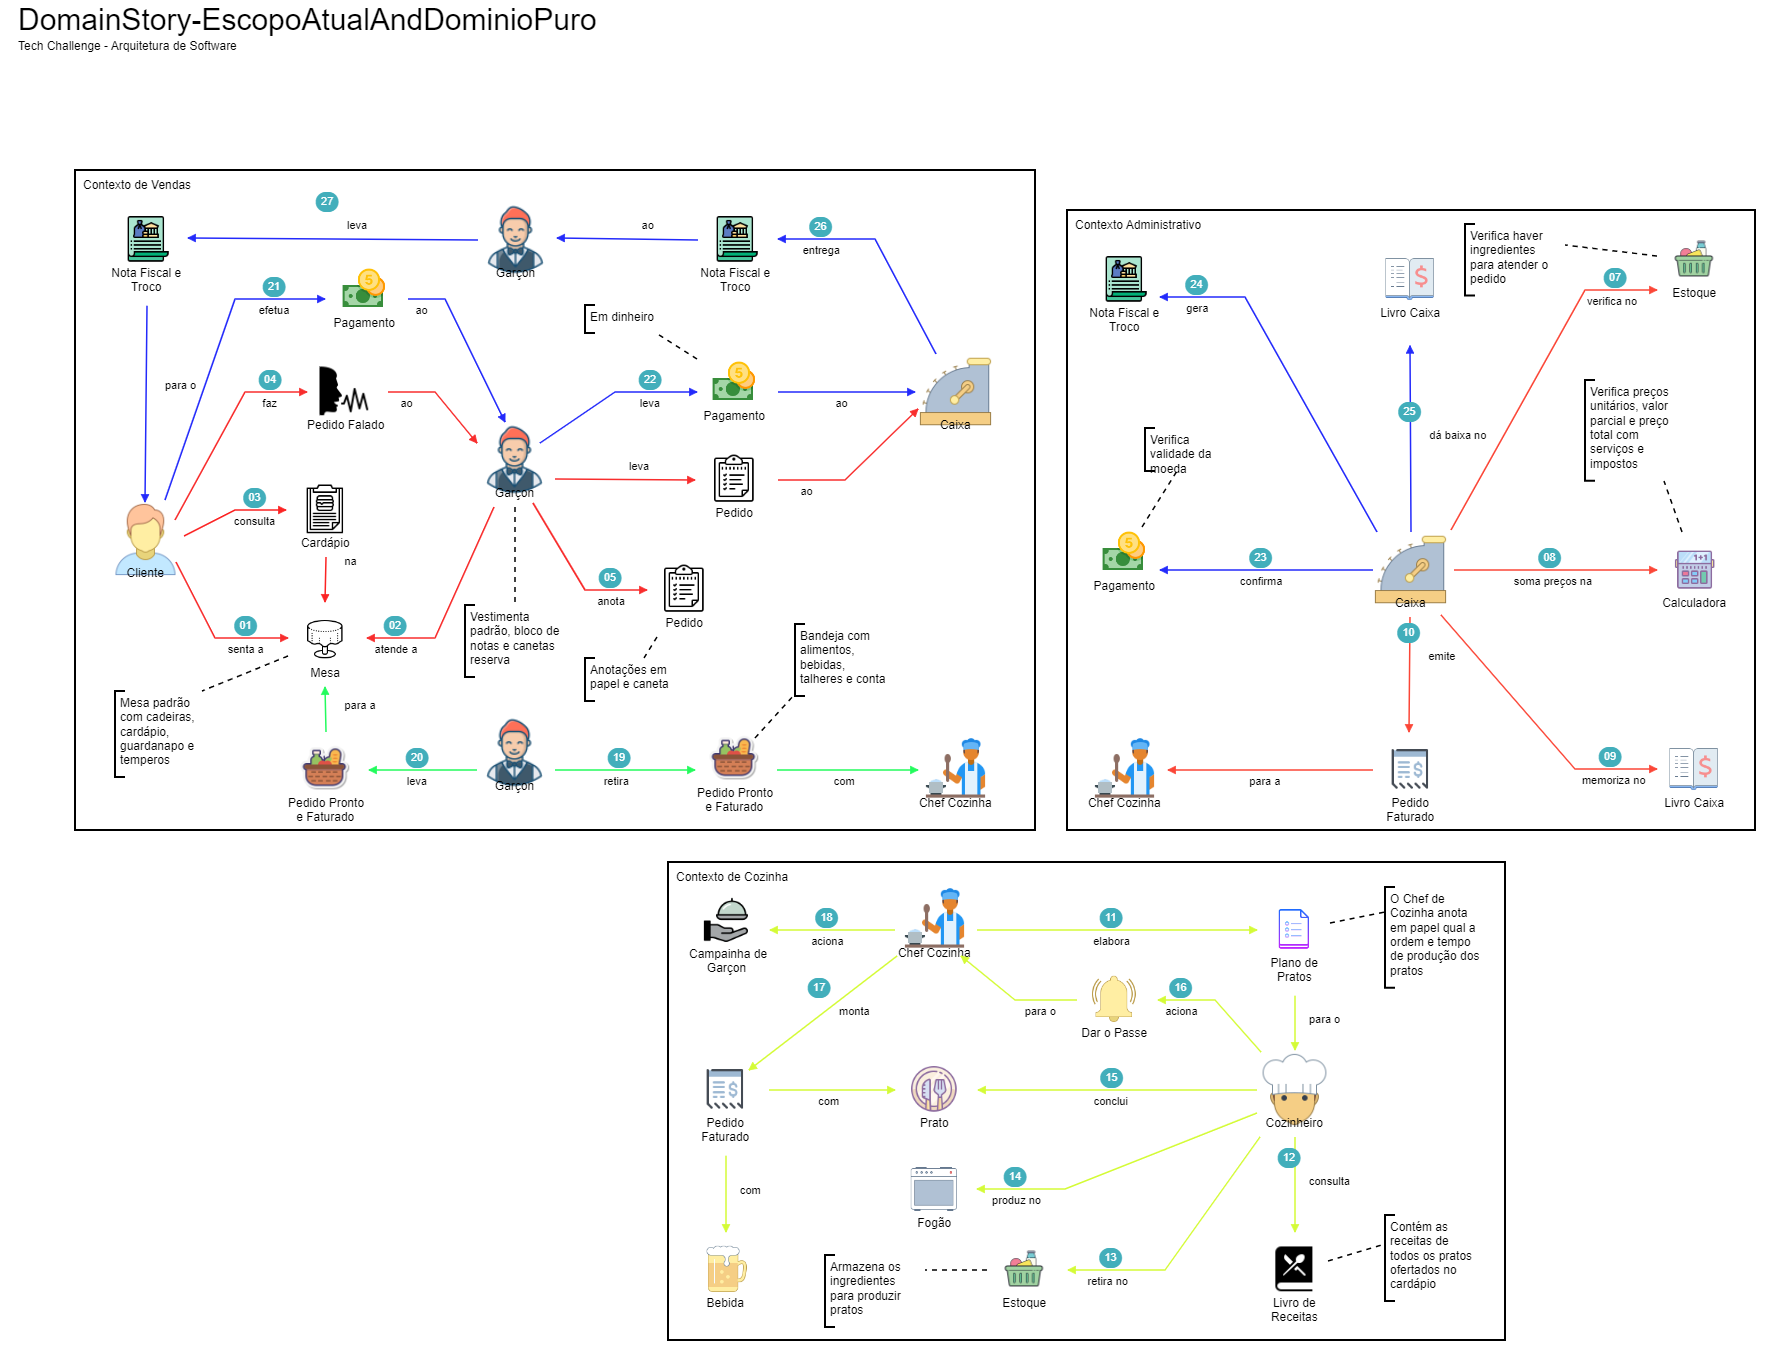 DomainStory-EscopoAtualAndDominioPuro
Tech Challenge - Arquitetura de Software
Contexto de Vendas
27
leva
ao
26
entrega
Nota Fiscal e
Troco
Garçon
Nota Fiscal e
Troco
21
efetua
Pagamento
ao
Em dinheiro
para o
04
faz
Pedido Falado
ao
22
leva
Pagamento
ao
Caixa
03
consulta
Cardápio
na
Garçon
leva
Pedido
ao
Cliente
01
senta a
Mesa
02
atende a
05
anota
Pedido
Vestimenta
padrão, bloco de
notas e canetas
reserva
Anotações em
papel e caneta
Bandeja com
alimentos,
bebidas,
talheres e conta
Mesa padrão
com cadeiras,
cardápio,
guardanapo e
temperos
para a
20
leva
Garçon
19
retira
com
Pedido Pronto
e Faturado
Pedido Pronto
e Faturado
Chef Cozinha
Contexto Administrativo
24
gera
Nota Fiscal e
Troco
Livro Caixa
Verifica haver
ingredientes
para atender o
pedido
07
verifica no
Estoque
25
dá baixa no
Verifica preços
unitários, valor
parcial e preço
total com
serviços e
impostos
Verifica
validade da
moeda
Pagamento
23
confirma
Caixa
08
soma preços na
Calculadora
10
emite
09
memoriza no
Livro Caixa
Chef Cozinha
para a
Pedido
Faturado
Contexto de Cozinha
18
aciona
Campainha de
Garçon
Chef Cozinha
11
elabora
Plano de
Pratos
O Chef de
Cozinha anota
em papel qual a
ordem e tempo
de produção dos
pratos
17
monta
para o
Dar o Passe
16
aciona
para o
Pedido
Faturado
com
Prato
15
conclui
Cozinheiro
com
14
produz no
Fogão
12
consulta
Bebida
Armazena os
ingredientes
para produzir
pratos
Estoque
13
retira no
Livro de
Receitas
Contém as
receitas de
todos os pratos
ofertados no
cardápio